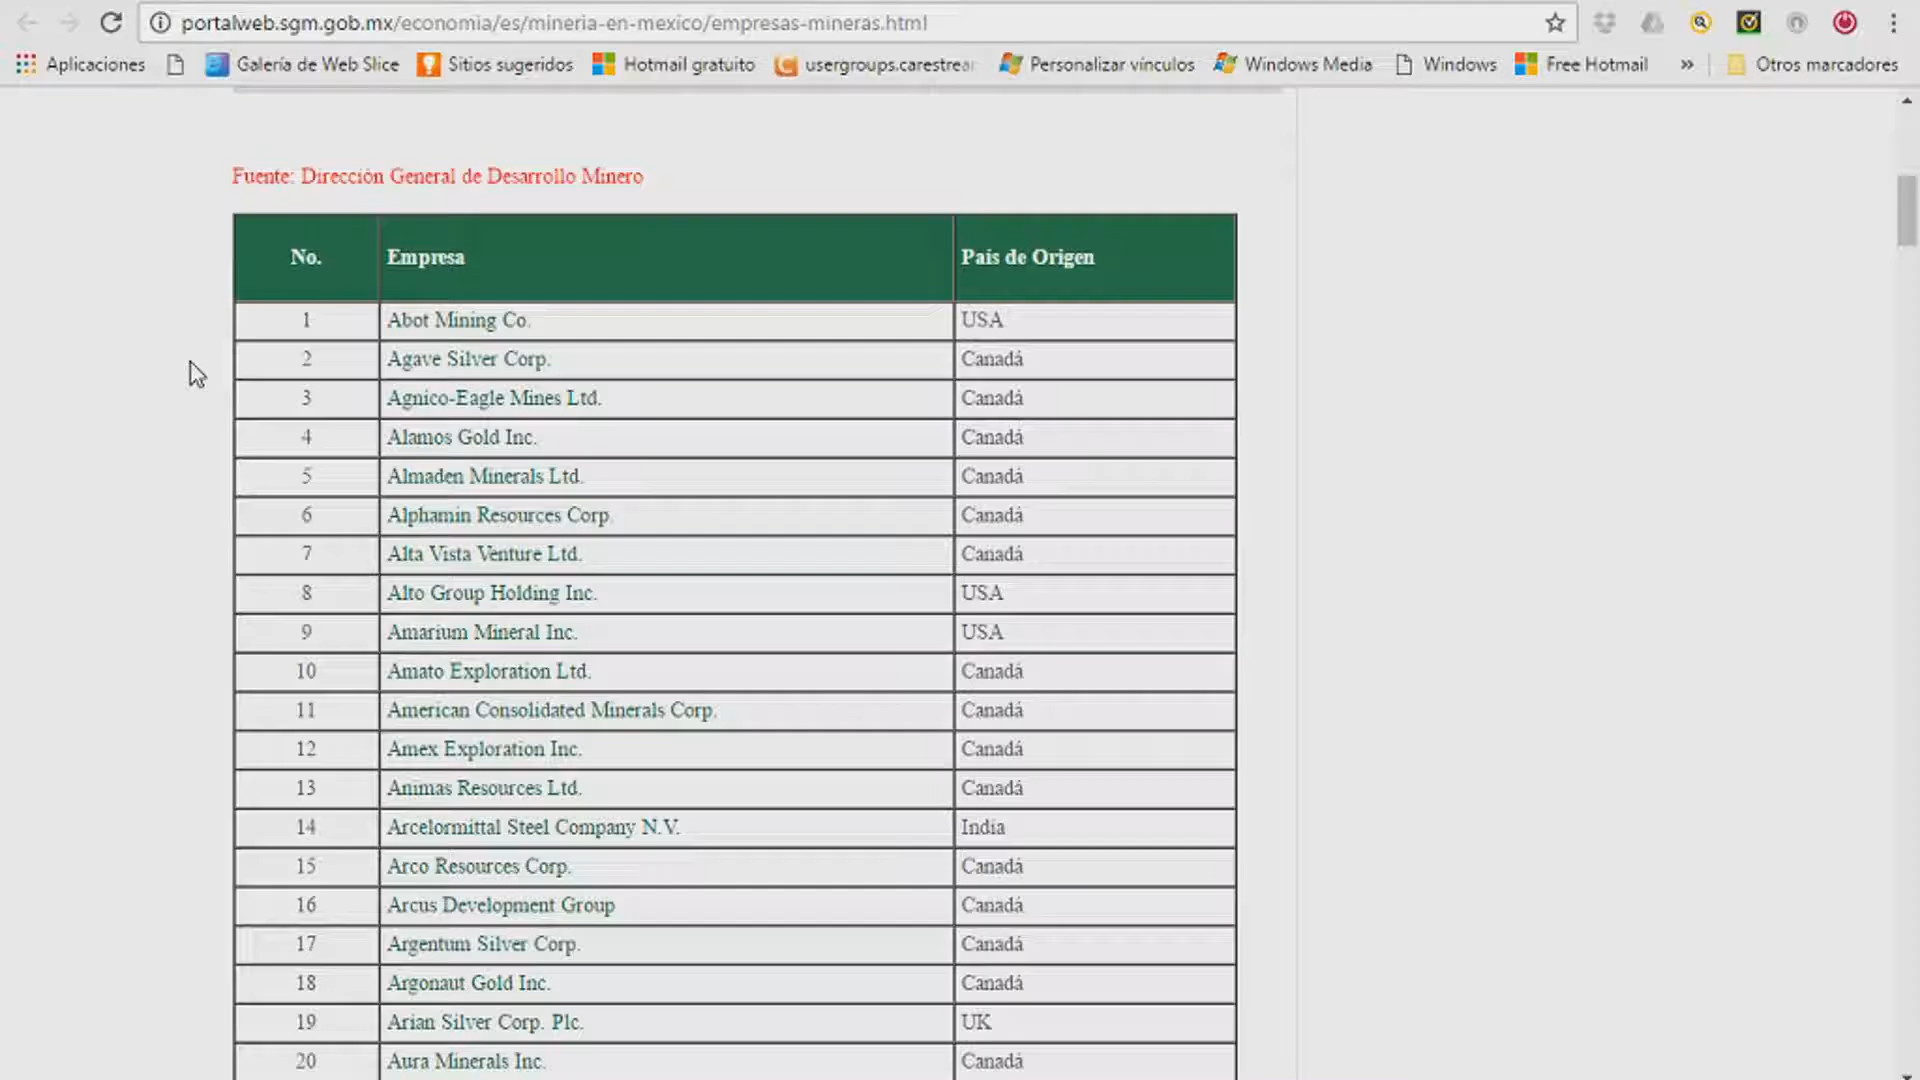 portalweb.sgm.gob.mx/economia/es/mineria-en-mexico/empresas-mineras.html
Aplicaciones Galería de Web Slice Sitios sugeridos Hotmail gratuito usergroups.carestrear Personalizar vínculos Windows Media Windows Free Hotmail » Otros marcadores
Fuente: Dirección General de Desarrollo Minero
No. Empresa País de Origen
1 Abot Mining Co. USA
2 Agave Silver Corp. Canadá
3 Agnico-Eagle Mines Ltd. Canadá
4 Alamos Gold Inc. Canadá
5 Almaden Minerals Ltd. Canadá
6 Alphamin Resources Corp. Canadá
7 Alta Vista Venture Ltd. Canadá
8 Alto Group Holding Inc. USA
9 Amarium Mineral Inc. USA
10 Amato Exploration Ltd. Canadá
11 American Consolidated Minerals Corp. Canadá
12 Amex Exploration Inc. Canadá
13 Animas Resources Ltd. Canadá
14 Arcelormittal Steel Company N.V. India
15 Arco Resources Corp. Canadá
16 Arcus Development Group Canadá
17 Argentum Silver Corp. Canadá
18 Argonaut Gold Inc. Canadá
19 Arian Silver Corp. Plc. UK
20 Aura Minerals Inc. Canadá